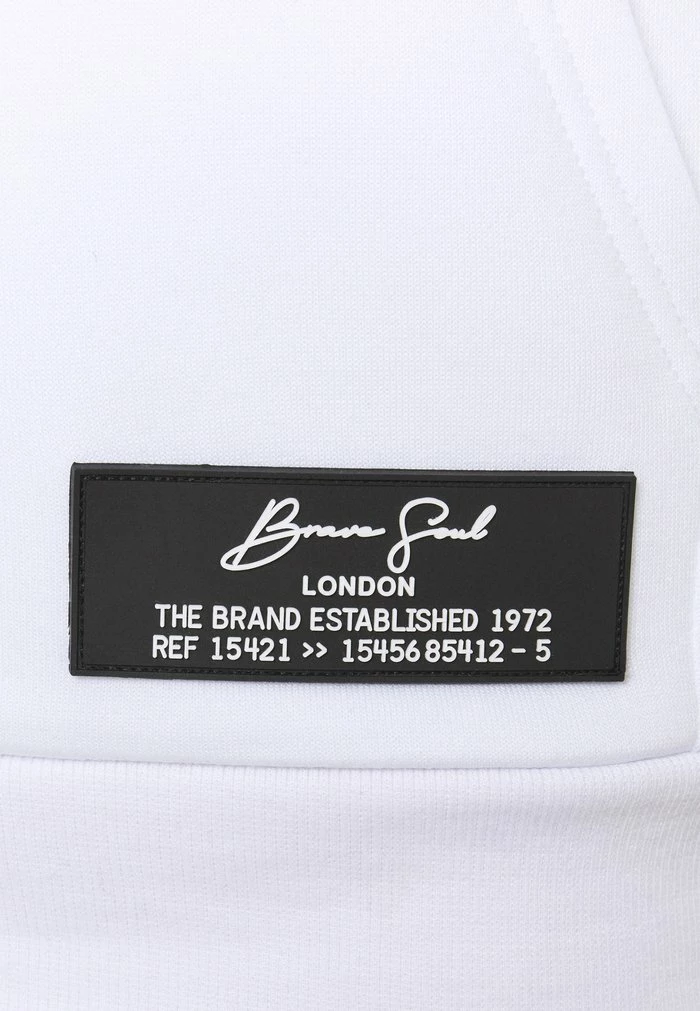 Brave Soul
LONDON
THE BRAND ESTABLISHED 1972
REF 15421 >> 1545685412 - 5